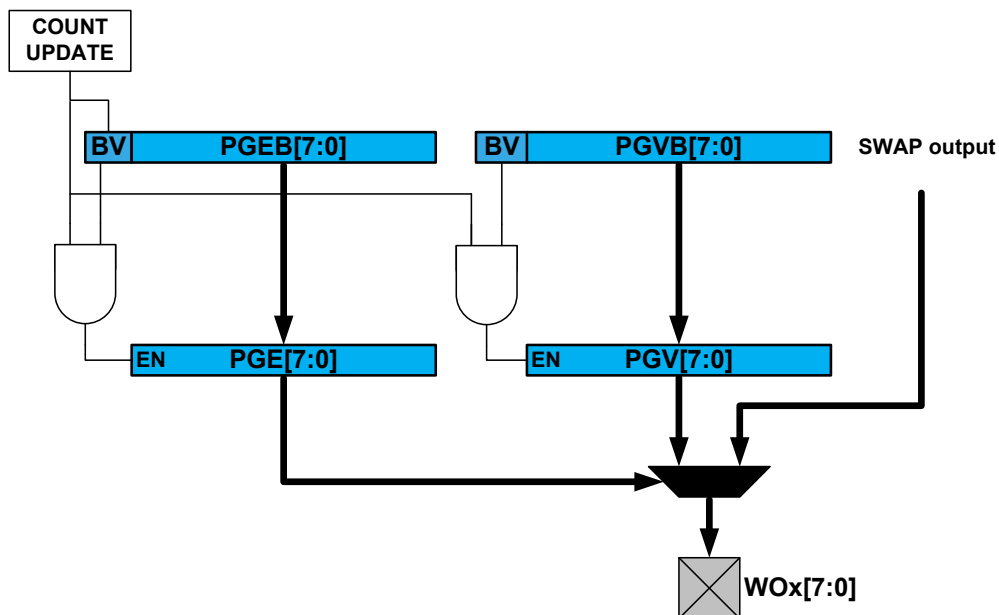 COUNT
UPDATE
BV PGEB[7:0]
BV PGVB[7:0]
SWAP output
EN PGE[7:0]
EN PGV[7:0]
WOx[7:0]